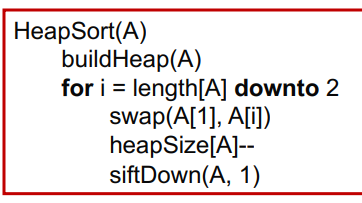 HeapSort(A)
buildHeap(A)
for i = length[A] downto 2
swap(A[1], A[i])
heapSize[A]--
siftDown(A, 1)